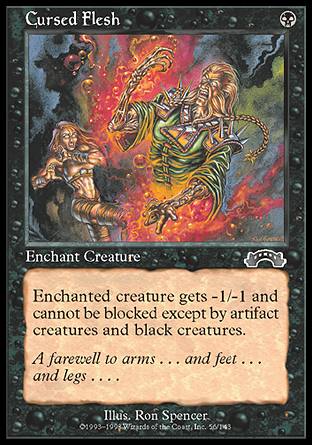 Cursed Flesh
Enchant Creature
Enchanted creature gets -1/-1 and
cannot be blocked except by artifact
creatures and black creatures.
A farewell to arms . . . and feet . . .
and legs . . . .
Illus. Ron Spencer
©1993–1998 Wizards of the Coast, Inc. 56/143